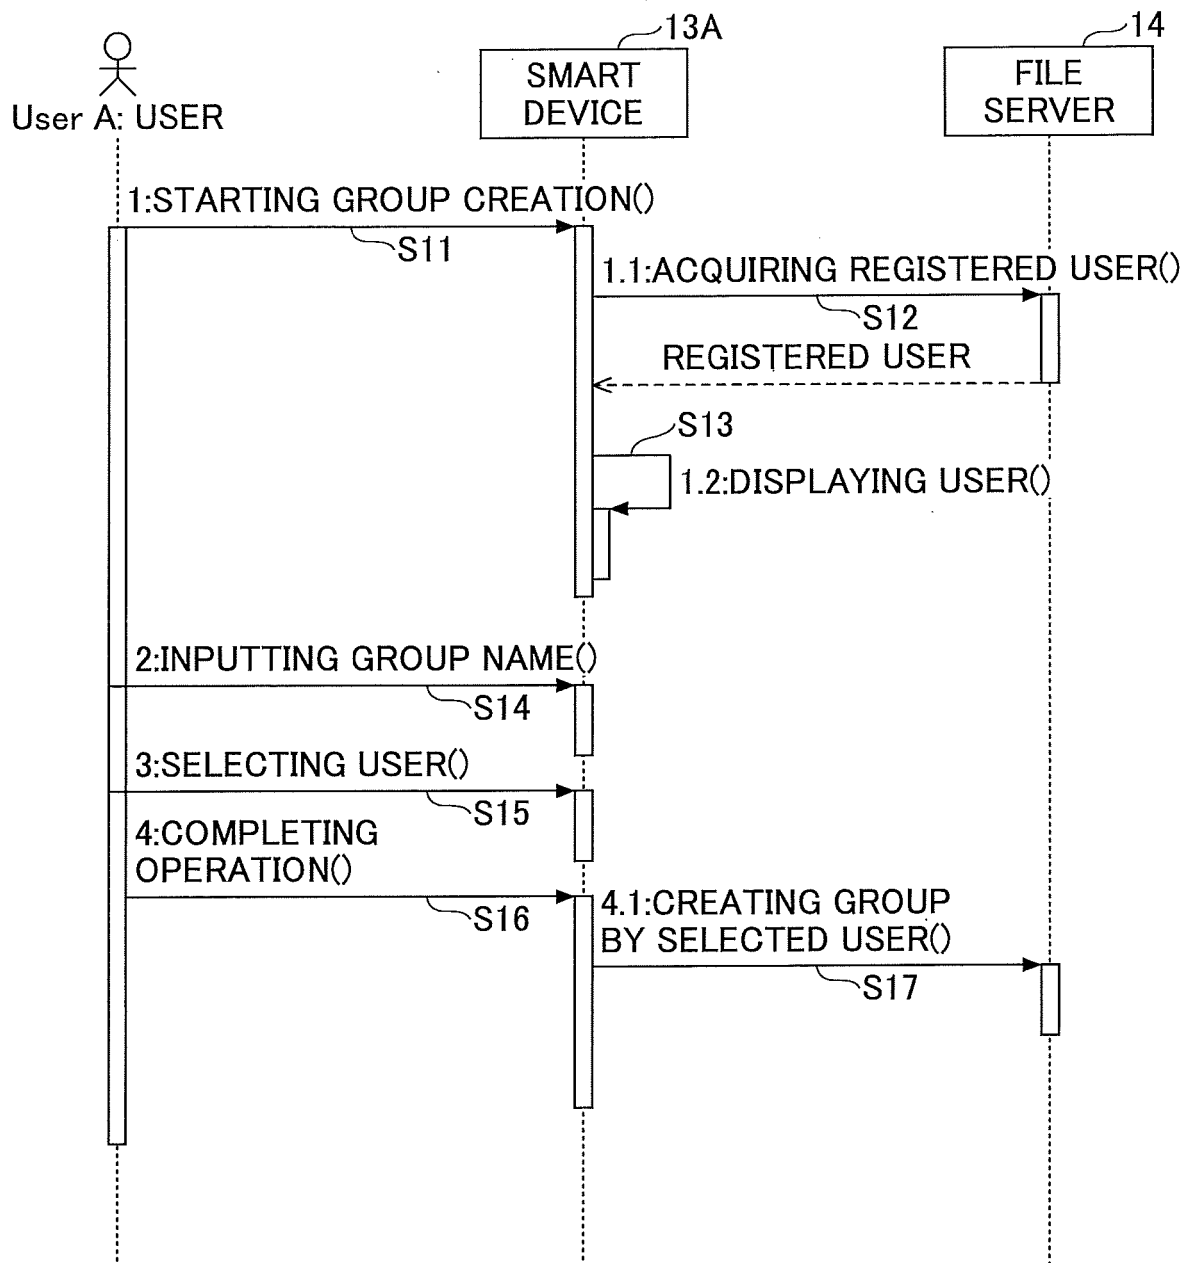 13A
14
SMART
DEVICE
FILE
SERVER
User A: USER
1:STARTING GROUP CREATION()
S11
1.1:ACQUIRING REGISTERED USER()
S12
REGISTERED USER
S13
1.2:DISPLAYING USER()
2:INPUTTING GROUP NAME()
S14
3:SELECTING USER()
S15
4:COMPLETING
OPERATION()
S16
4.1:CREATING GROUP
BY SELECTED USER()
S17